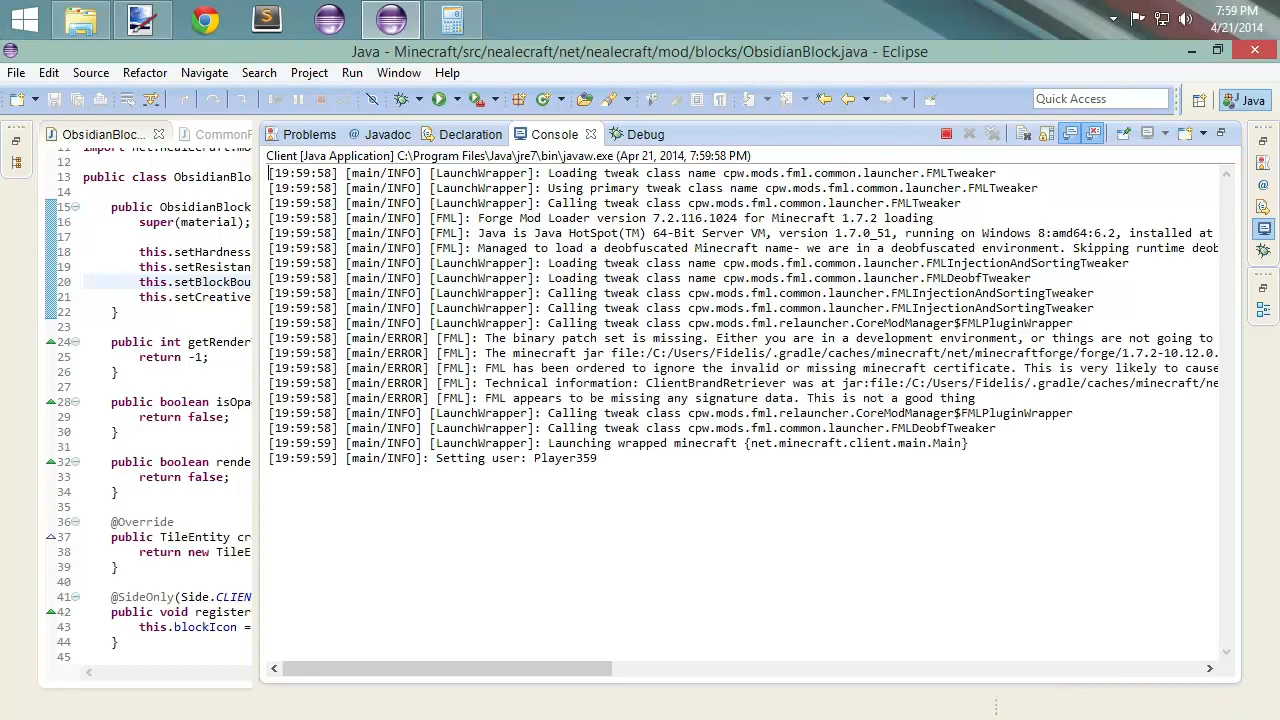 7:59 PM
4/21/2014
Java - Minecraft/src/nealecraft/net/nealecraft/mod/blocks/ObsidianBlock.java - Eclipse
File Edit Source Refactor Navigate Search Project Run Window Help
Quick Access
Java
ObsidianBloc...
CommonP
Problems
@ Javadoc
Declaration
Console
Debug
Client [Java Application] C:\Program Files\Java\jre7\bin\javaw.exe (Apr 21, 2014, 7:59:58 PM)
11 import net.nealecraft.mo
12
13 public class ObsidianBlo
14
15 public ObsidianBlock
16 super(material);
17
18 this.setHardness
19 this.setResistan
20 this.setBlockBou
21 this.setCreative
22 }
23
24 public int getRender
25 return -1;
26 }
27
28 public boolean isOpa
29 return false;
30 }
31
32 public boolean rende
33 return false;
34 }
35
36 @Override
37 public TileEntity cr
38 return new TileE
39 }
40
41 @SideOnly(Side.CLIEN
42 public void register
43 this.blockIcon =
44 }
45
[19:59:58] [main/INFO] [LaunchWrapper]: Loading tweak class name cpw.mods.fml.common.launcher.FMLTweaker
[19:59:58] [main/INFO] [LaunchWrapper]: Using primary tweak class name cpw.mods.fml.common.launcher.FMLTweaker
[19:59:58] [main/INFO] [LaunchWrapper]: Calling tweak class cpw.mods.fml.common.launcher.FMLTweaker
[19:59:58] [main/INFO] [FML]: Forge Mod Loader version 7.2.116.1024 for Minecraft 1.7.2 loading
[19:59:58] [main/INFO] [FML]: Java is Java HotSpot(TM) 64-Bit Server VM, version 1.7.0_51, running on Windows 8:amd64:6.2, installed at
[19:59:58] [main/INFO] [FML]: Managed to load a deobfuscated Minecraft name- we are in a deobfuscated environment. Skipping runtime deob
[19:59:58] [main/INFO] [LaunchWrapper]: Loading tweak class name cpw.mods.fml.common.launcher.FMLInjectionAndSortingTweaker
[19:59:58] [main/INFO] [LaunchWrapper]: Loading tweak class name cpw.mods.fml.common.launcher.FMLDeobfTweaker
[19:59:58] [main/INFO] [LaunchWrapper]: Calling tweak class cpw.mods.fml.common.launcher.FMLInjectionAndSortingTweaker
[19:59:58] [main/INFO] [LaunchWrapper]: Calling tweak class cpw.mods.fml.common.launcher.FMLInjectionAndSortingTweaker
[19:59:58] [main/INFO] [LaunchWrapper]: Calling tweak class cpw.mods.fml.relauncher.CoreModManager$FMLPluginWrapper
[19:59:58] [main/ERROR] [FML]: The binary patch set is missing. Either you are in a development environment, or things are not going to
[19:59:58] [main/ERROR] [FML]: The minecraft jar file:/C:/Users/Fidelis/.gradle/caches/minecraft/net/minecraftforge/forge/1.7.2-10.12.0.
[19:59:58] [main/ERROR] [FML]: FML has been ordered to ignore the invalid or missing minecraft certificate. This is very likely to cause
[19:59:58] [main/ERROR] [FML]: Technical information: ClientBrandRetriever was at jar:file:/C:/Users/Fidelis/.gradle/caches/minecraft/ne
[19:59:58] [main/ERROR] [FML]: FML appears to be missing any signature data. This is not a good thing
[19:59:58] [main/INFO] [LaunchWrapper]: Calling tweak class cpw.mods.fml.relauncher.CoreModManager$FMLPluginWrapper
[19:59:58] [main/INFO] [LaunchWrapper]: Calling tweak class cpw.mods.fml.common.launcher.FMLDeobfTweaker
[19:59:58] [main/INFO] [LaunchWrapper]: Launching wrapped minecraft {net.minecraft.client.main.Main}
[19:59:59] [main/INFO]: Setting user: Player359